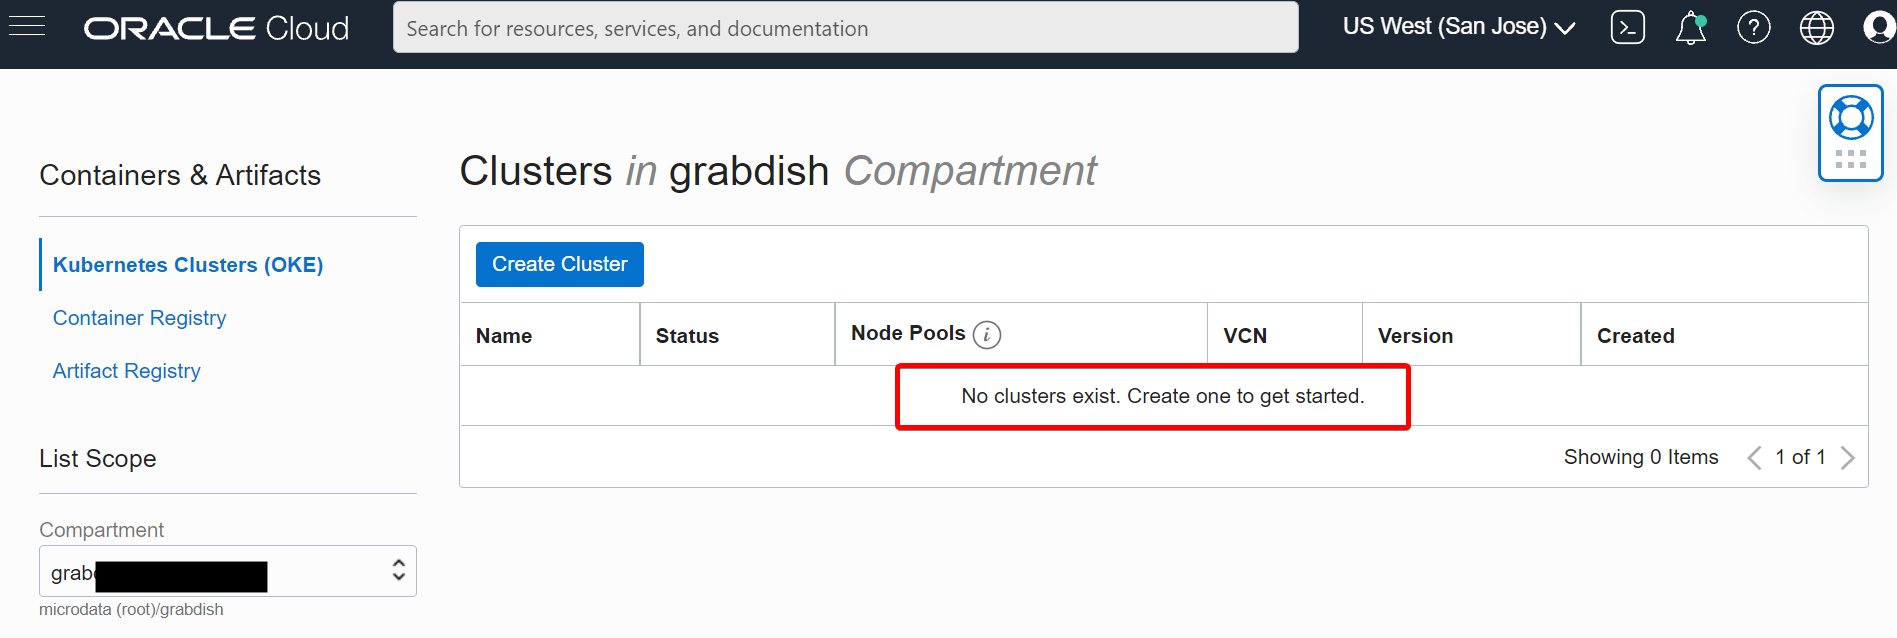 ORACLE Cloud
Search for resources, services, and documentation
US West (San Jose)
Containers & Artifacts
Kubernetes Clusters (OKE)
Container Registry
Artifact Registry
List Scope
Compartment
microdata (root)/grabdish
Clusters in grabdish Compartment
Create Cluster
Name Status Node Pools i VCN Version Created
No clusters exist. Create one to get started.
Showing 0 Items 1 of 1